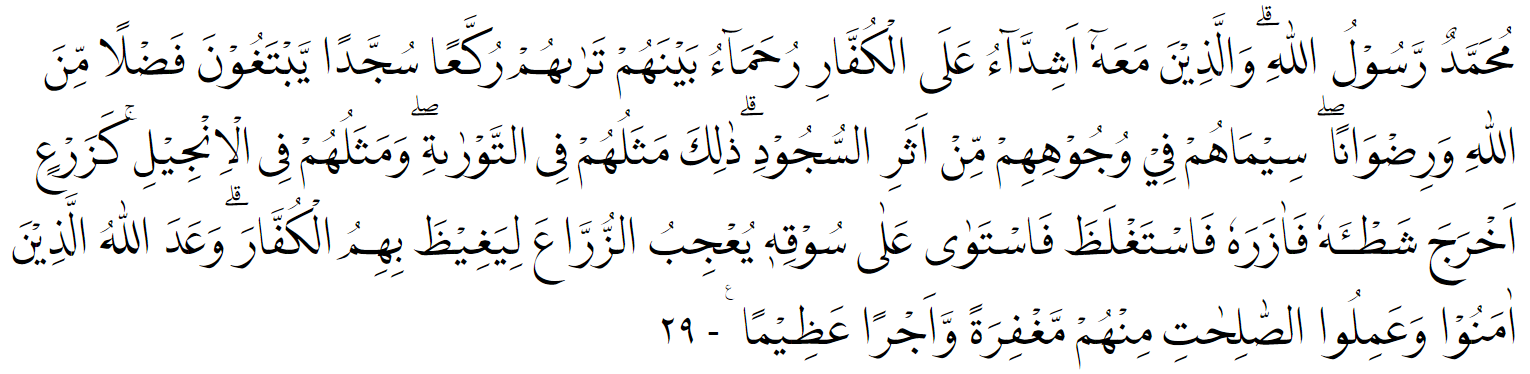 مُحَمَّدٌ رَّسُوْلُ اللّٰهِ ۗوَالَّذِيْنَ مَعَهٗٓ اَشِدَّاۤءُ عَلَى الْكُفَّارِ رُحَمَاۤءُ بَيْنَهُمْ تَرٰىهُمْ رُكَّعًا سُجَّدًا يَّبْتَغُوْنَ فَضْلًا مِّنَ
اللّٰهِ وَرِضْوَانًا ۖ سِيْمَاهُمْ فِيْ وُجُوْهِهِمْ مِّنْ اَثَرِ السُّجُوْدِ ۗذٰلِكَ مَثَلُهُمْ فِى التَّوْرٰىةِ ۖوَمَثَلُهُمْ فِى الْاِنْجِيْلِ ۚ كَزَرْعٍ
اَخْرَجَ شَطْـَٔهٗ فَاٰزَرَهٗ فَاسْتَغْلَظَ فَاسْتَوٰى عَلٰى سُوْقِهٖ يُعْجِبُ الزُّرَّاعَ لِيَغِيْظَ بِهِمُ الْكُفَّارَ ۗوَعَدَ اللّٰهُ الَّذِيْنَ
اٰمَنُوْا وَعَمِلُوا الصّٰلِحٰتِ مِنْهُمْ مَّغْفِرَةً وَّاَجْرًا عَظِيْمًا ࣖ - ٢٩